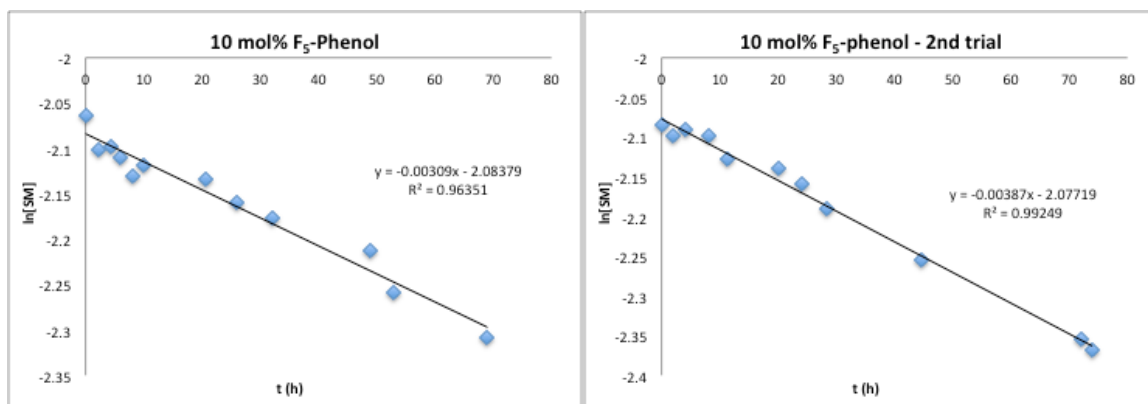 10 mol% F₅-Phenol
0 10 20 30 40 50 60 70 80
-2
-2.05
-2.1
-2.15
-2.2
-2.25
-2.3
-2.35
ln[SM]
y = -0.00309x - 2.08379
R² = 0.96351
t (h)
10 mol% F₅-phenol - 2nd trial
0 10 20 30 40 50 60 70 80
-2
-2.05
-2.1
-2.15
-2.2
-2.25
-2.3
-2.35
-2.4
ln[SM]
y = -0.00387x - 2.07719
R² = 0.99249
t (h)